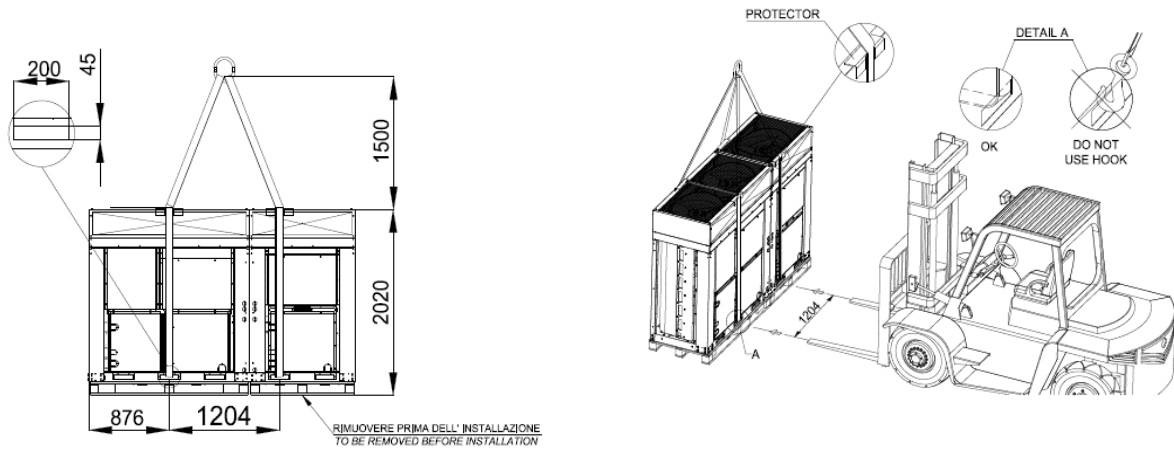 200
45
1500
2020
876
1204
RIMUOVERE PRIMA DELL' INSTALLAZIONE
TO BE REMOVED BEFORE INSTALLATION
PROTECTOR
DETAIL A
OK
DO NOT
USE HOOK
1204
A